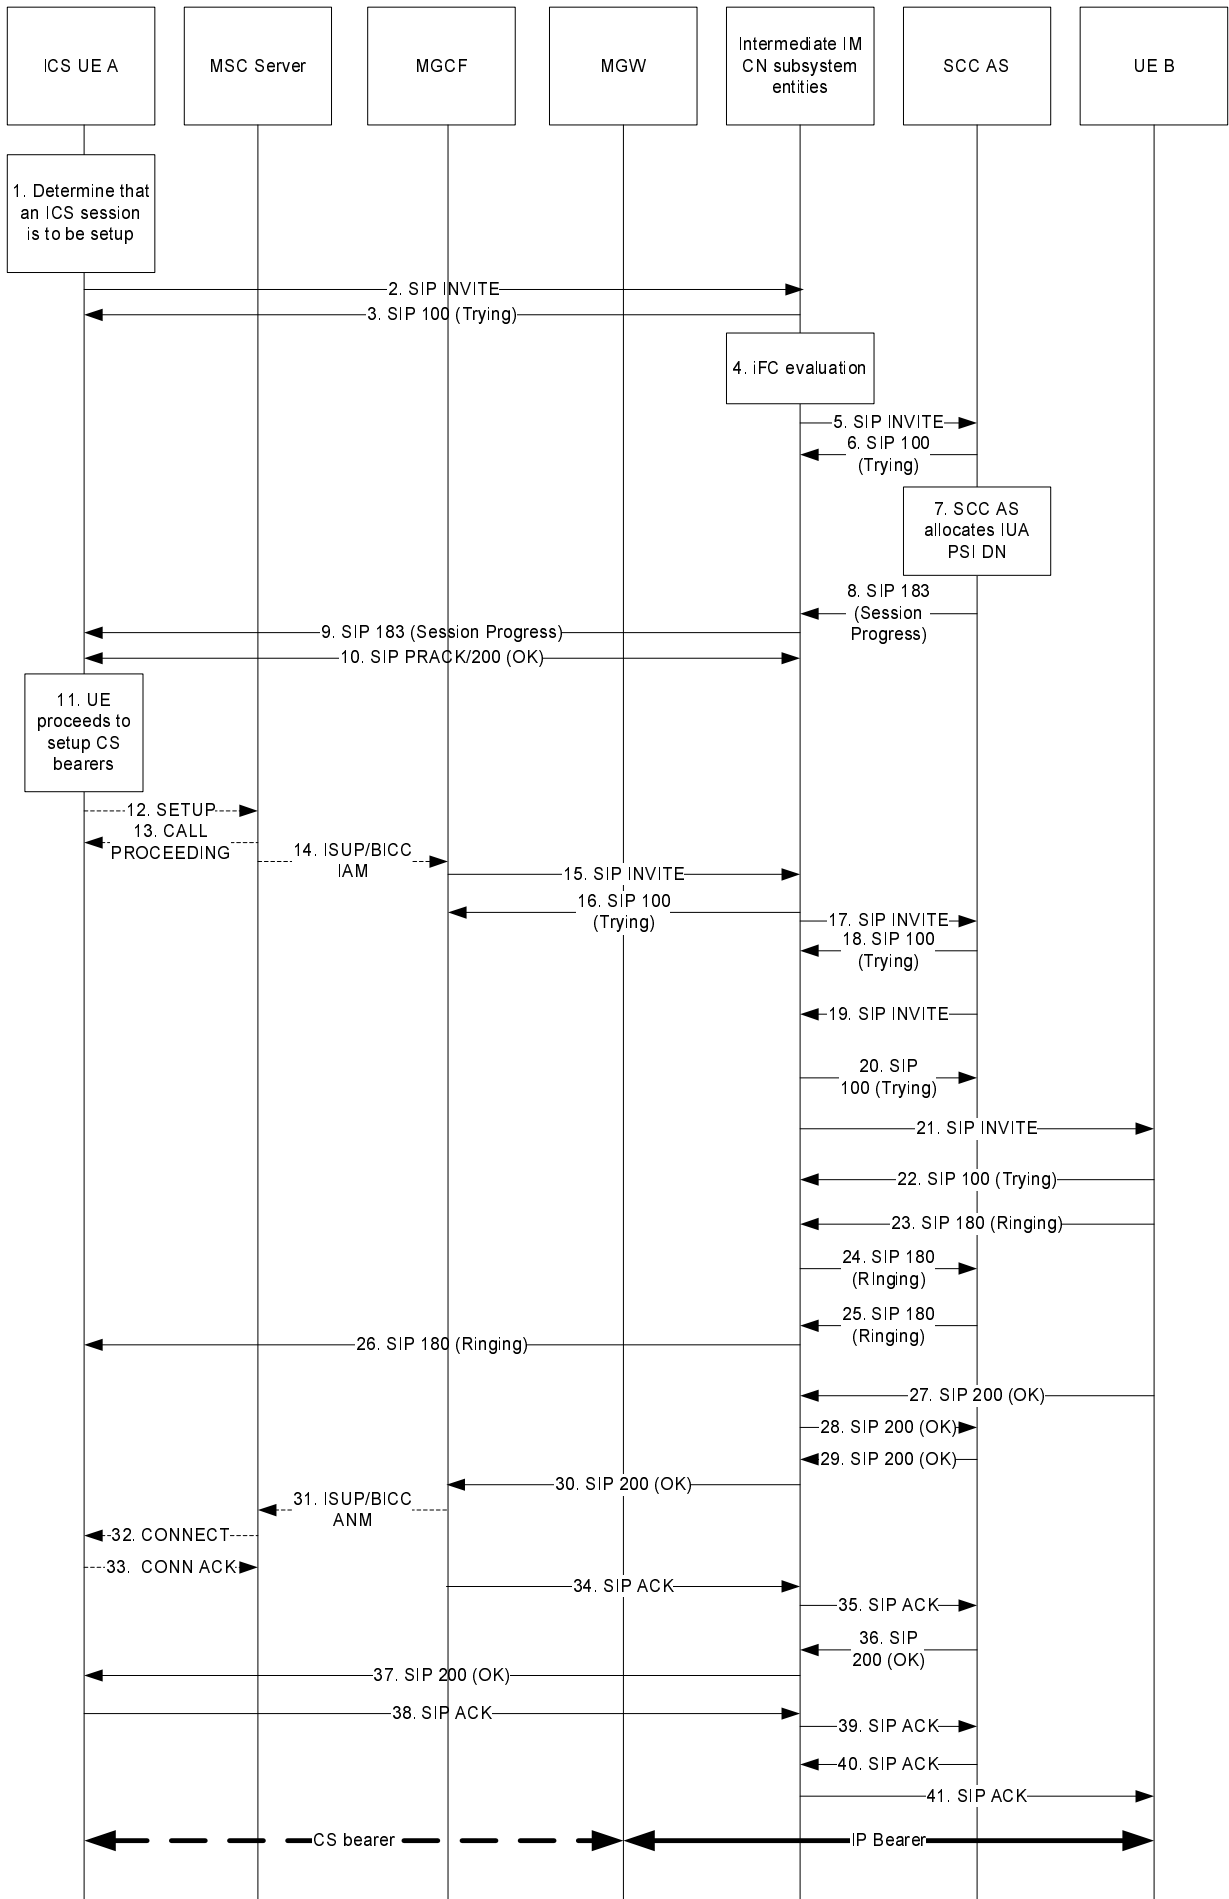 ICS UE A
MSC Server
MGCF
MGW
Intermediate IM
CN subsystem
entities
SCC AS
UE B
1. Determine that
an ICS session
is to be setup
2. SIP INVITE
3. SIP 100 (Trying)
4. iFC evaluation
5. SIP INVITE
6. SIP 100
(Trying)
7. SCC AS
allocates IUA
PSI DN
8. SIP 183
(Session
Progress)
9. SIP 183 (Session Progress)
10. SIP PRACK/200 (OK)
11. UE
proceeds to
setup CS
bearers
12. SETUP
13. CALL
PROCEEDING
14. ISUP/BICC
IAM
15. SIP INVITE
16. SIP 100
(Trying)
17. SIP INVITE
18. SIP 100
(Trying)
19. SIP INVITE
20. SIP
100 (Trying)
21. SIP INVITE
22. SIP 100 (Trying)
23. SIP 180 (Ringing)
24. SIP 180
(RInging)
25. SIP 180
(Ringing)
26. SIP 180 (Ringing)
27. SIP 200 (OK)
28. SIP 200 (OK)
29. SIP 200 (OK)
30. SIP 200 (OK)
31. ISUP/BICC
ANM
32. CONNECT
33. CONN ACK
34. SIP ACK
35. SIP ACK
36. SIP
200 (OK)
37. SIP 200 (OK)
38. SIP ACK
39. SIP ACK
40. SIP ACK
41. SIP ACK
CS bearer
IP Bearer